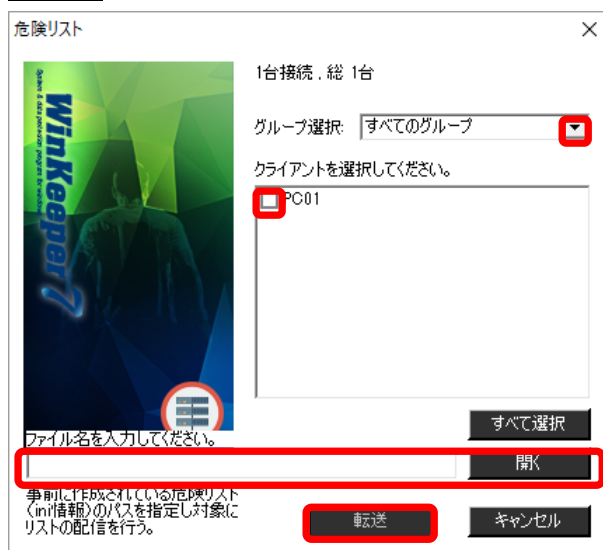 危険リスト
1台接続 , 総 1台
グループ選択: すべてのグループ
クライアントを選択してください。
PC01
WinKeeper 7
すべて選択
ファイル名を入力してください。
開く
事前に作成されている危険リスト
(ini情報)のパスを指定し対象に
リストの配信を行う。
転送
キャンセル